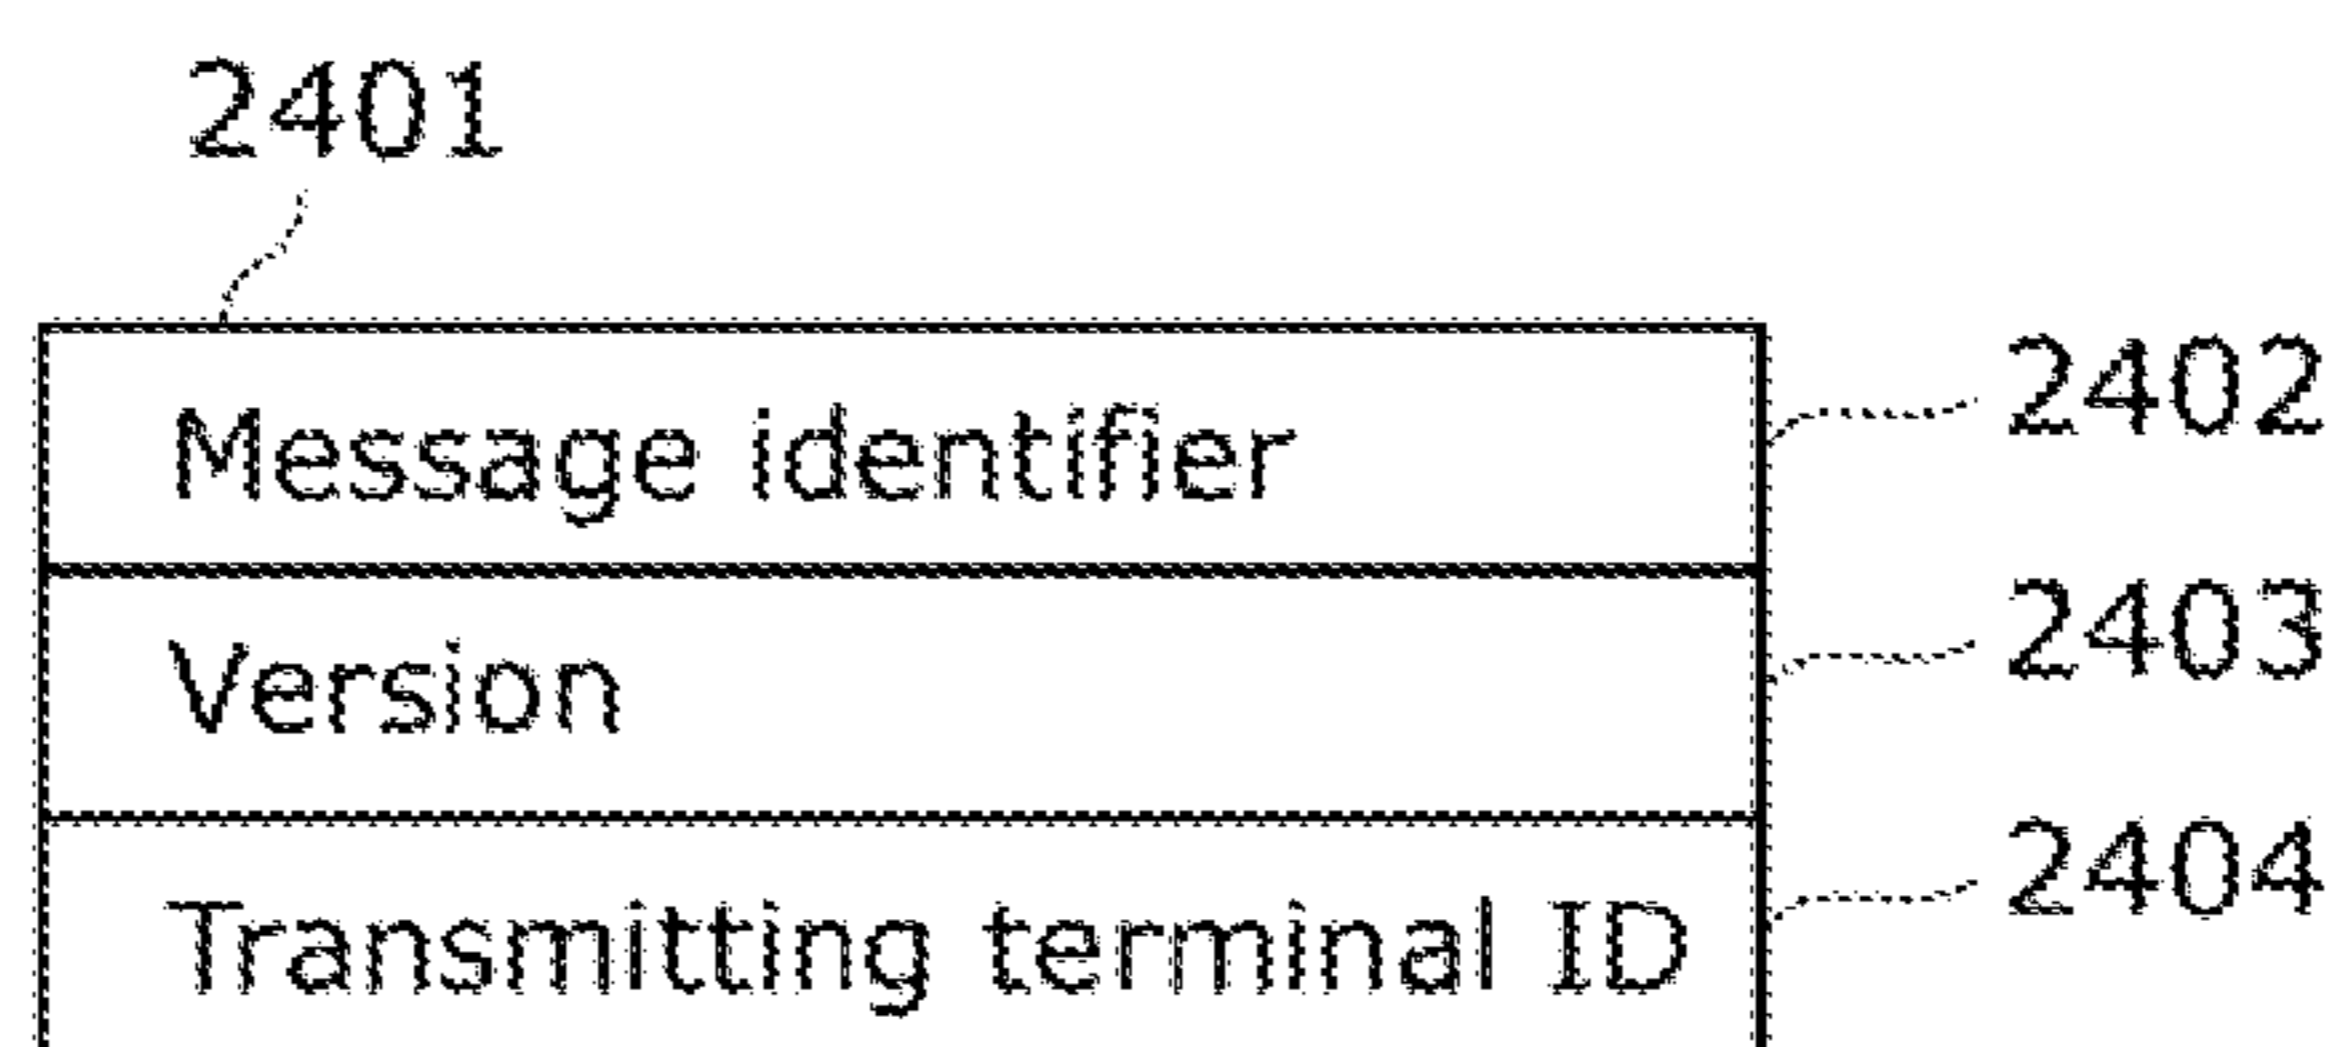 2401
Message identifier 2402
Version 2403
Transmitting terminal ID 2404